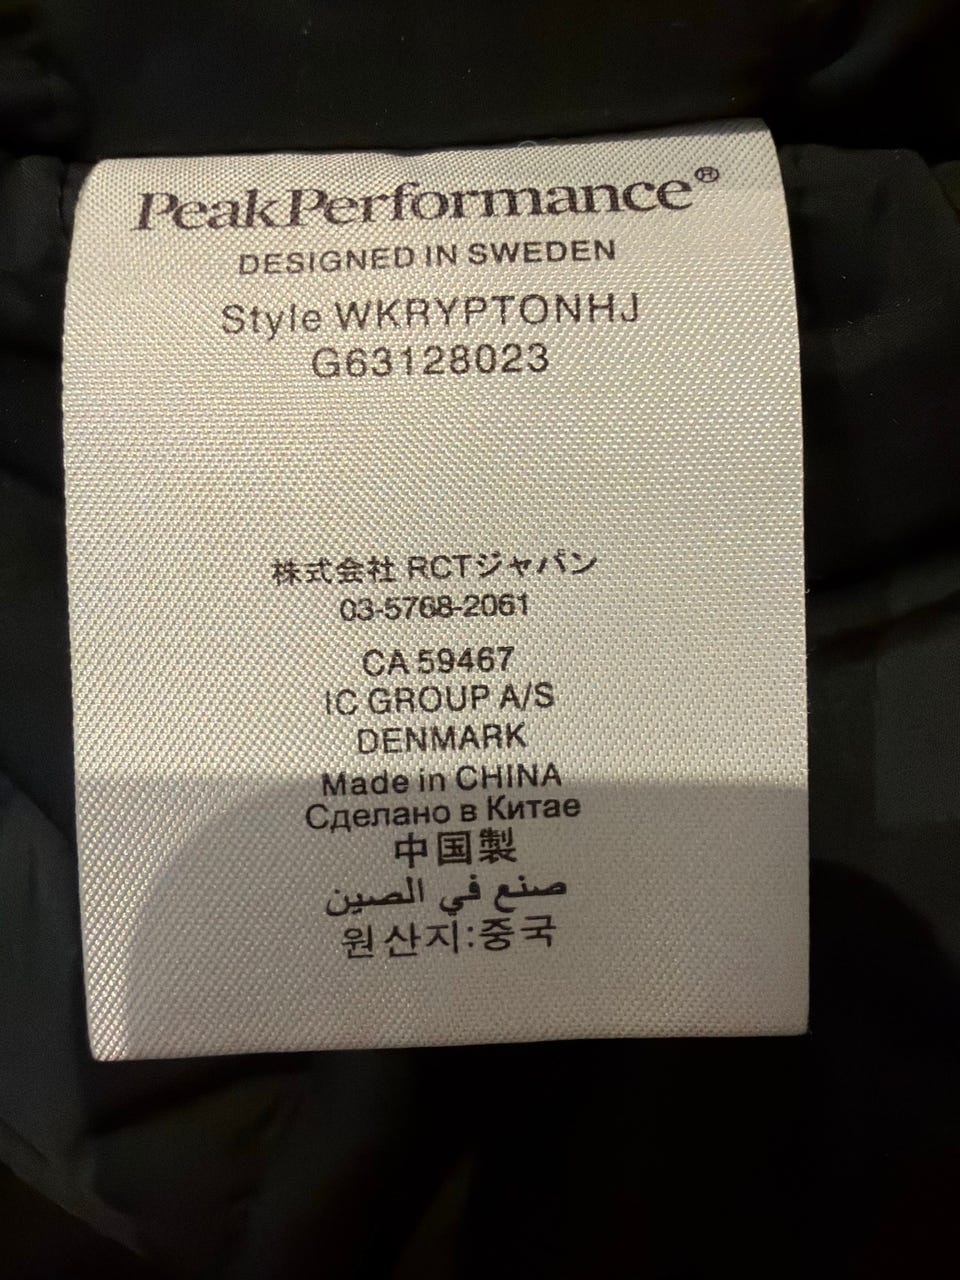 PeakPerformance®
DESIGNED IN SWEDEN
Style WKRYPTONHJ
G63128023
株式会社 RCTジャパン
03-5768-2061
CA 59467
IC GROUP A/S
DENMARK
Made in CHINA
Сделано в Китае
中国製
صنع في الصين
원산지:중국